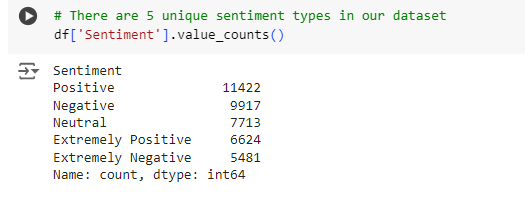 # There are 5 unique sentiment types in our dataset
df['Sentiment'].value_counts()
Sentiment
Positive 11422
Negative 9917
Neutral 7713
Extremely Positive 6624
Extremely Negative 5481
Name: count, dtype: int64